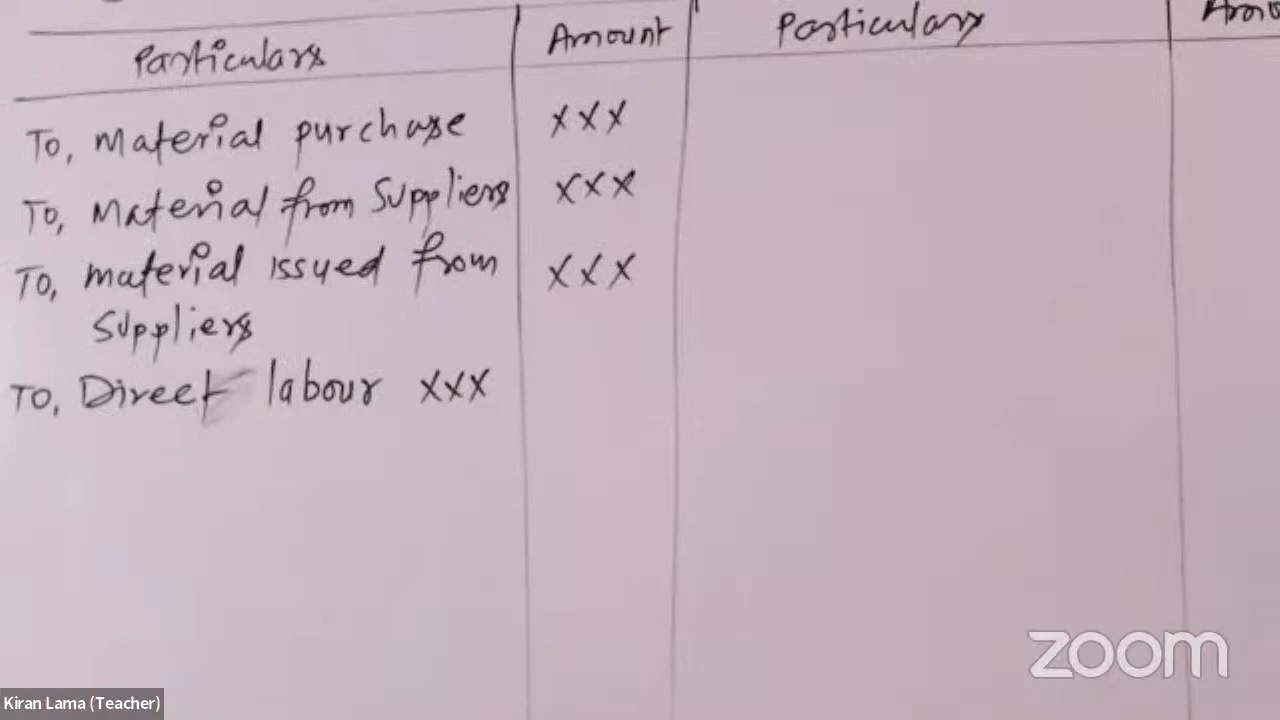 Particulars Amount Particulars Amou
To, Material purchase XXX
To, Material from Suppliers XXX
To, material issued from XXX
Suppliers
To, Direct labour XXX
zoom
Kiran Lama (Teacher)